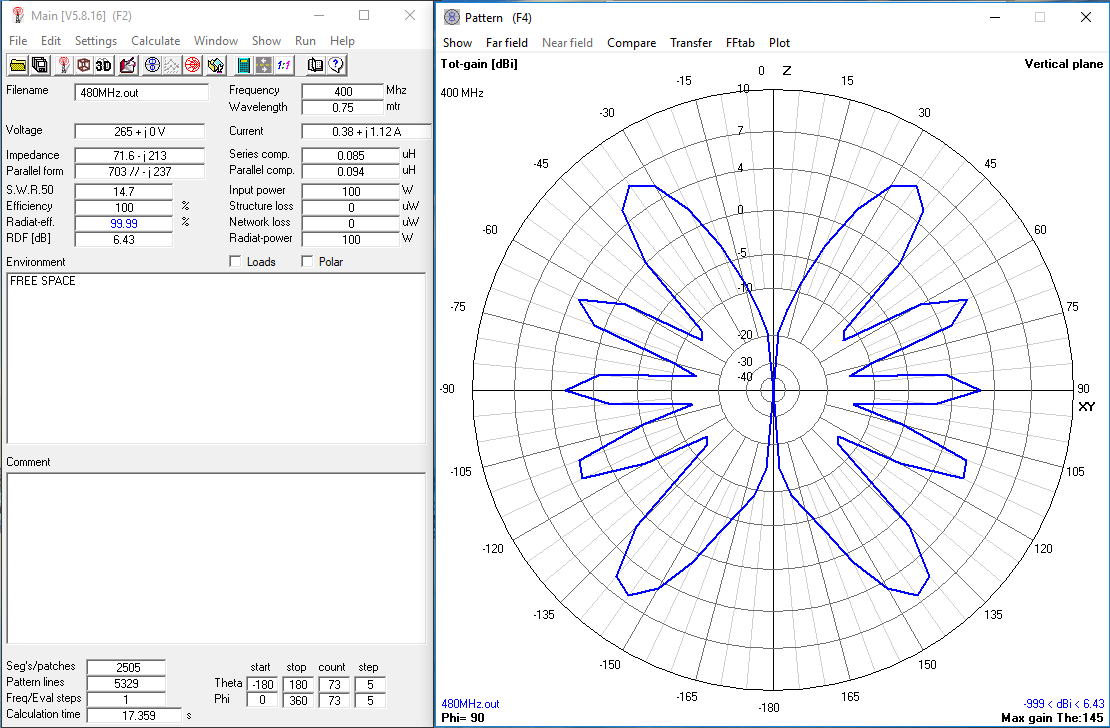 Main [V5.8.16] (F2)
File Edit Settings Calculate Window Show Run Help
3D 1:1
Filename 480MHz.out Frequency 400 Mhz
Wavelength 0.75 mtr
Voltage 265 + j 0 V Current 0.38 + j 1.12 A
Impedance 71.6 - j 213 Series comp. 0.085 uH
Parallel form 703 // - j 237 Parallel comp. 0.094 uH
S.W.R.50 14.7 Input power 100 W
Efficiency 100 % Structure loss 0 uW
Radiat-eff. 99.99 % Network loss 0 uW
RDF [dB] 6.43 Radiat-power 100 W
Environment Loads Polar
FREE SPACE
Comment
Seg's/patches 2505 start stop count step
Pattern lines 5329 Theta -180 180 73 5
Freq/Eval steps 1 Phi 0 360 73 5
Calculation time 17.359 s
Pattern (F4)
Show Far field Near field Compare Transfer FFtab Plot
Tot-gain [dBi] Vertical plane
0 Z
-15 15
400 MHz 10
-30 30
7
-45 4 45
0
-60 60
-5
-10
-75 75
-20
-30
-40
-90 90
XY
-105 105
-120 120
-135 135
-150 150
-165 165
-180
480MHz.out -999 < dBi < 6.43
Phi= 90 Max gain The:145